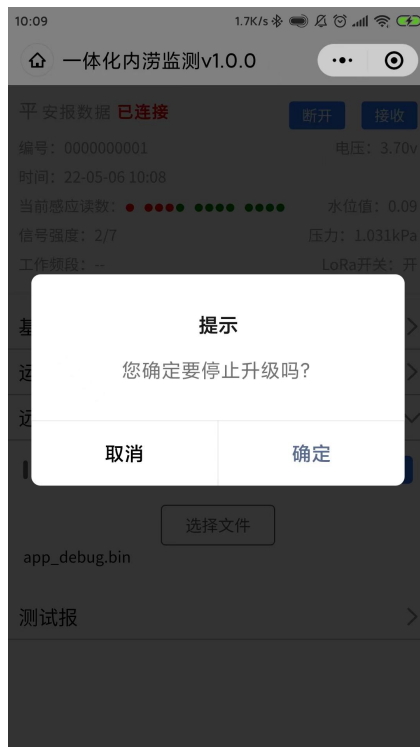 10:09
1.7K/s
一体化内涝监测v1.0.0
平安报数据 已连接
断开
接收
编号：0000000001
电压：3.70v
时间：22-05-06 10:08
当前感应读数：
水位值：0.09
信号强度：2/7
压力：1.031kPa
工作频段：--
LoRa开关：开
基
运
远
提示
您确定要停止升级吗?
取消
确定
选择文件
app_debug.bin
测试报